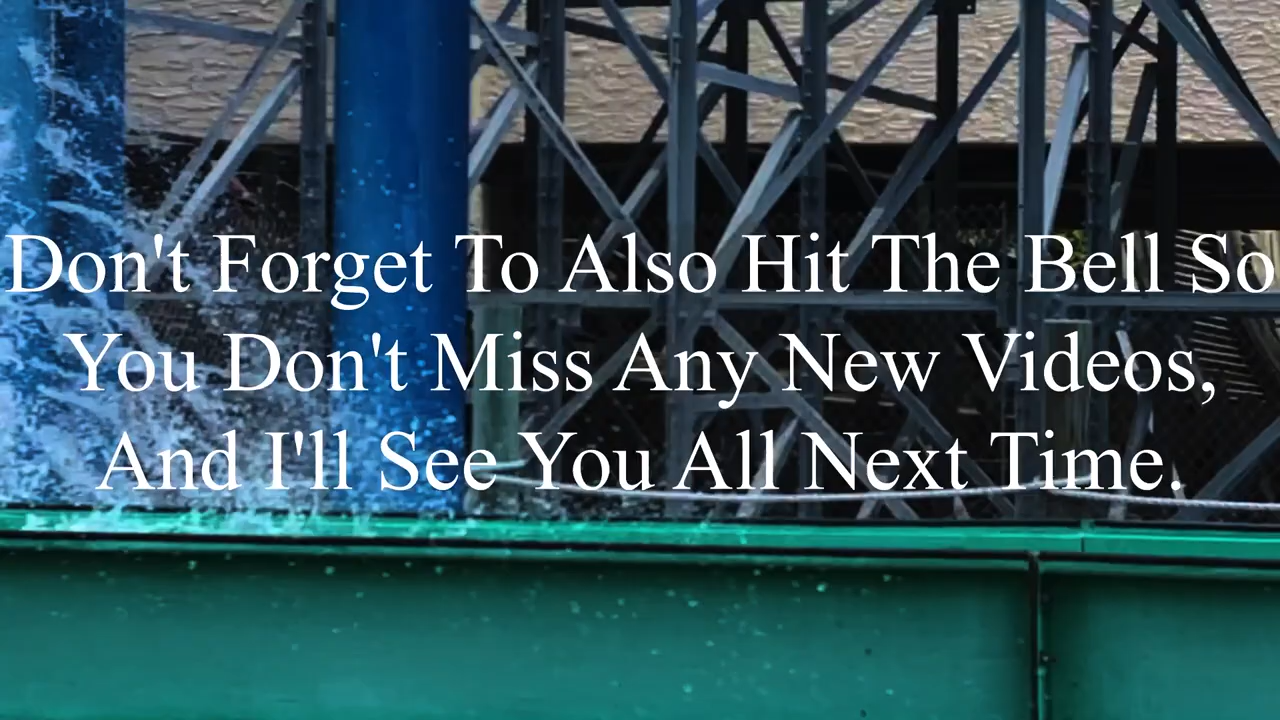 Don't Forget To Also Hit The Bell So
You Don't Miss Any New Videos,
And I'll See You All Next Time.